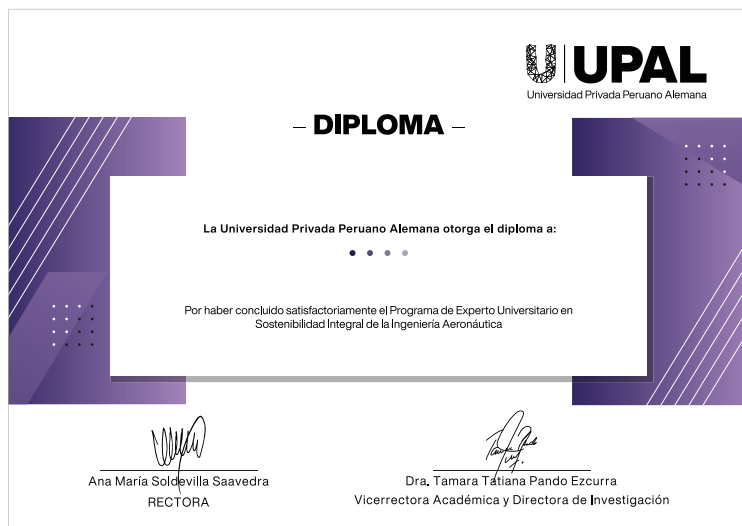 UPAL
Universidad Privada Peruano Alemana
– DIPLOMA –
La Universidad Privada Peruano Alemana otorga el diploma a:
Por haber concluido satisfactoriamente el Programa de Experto Universitario en
Sostenibilidad Integral de la Ingeniería Aeronáutica
Ana María Soldevilla Saavedra
RECTORA
Dra. Tamara Tatiana Pando Ezcurra
Vicerrectora Académica y Directora de Investigación